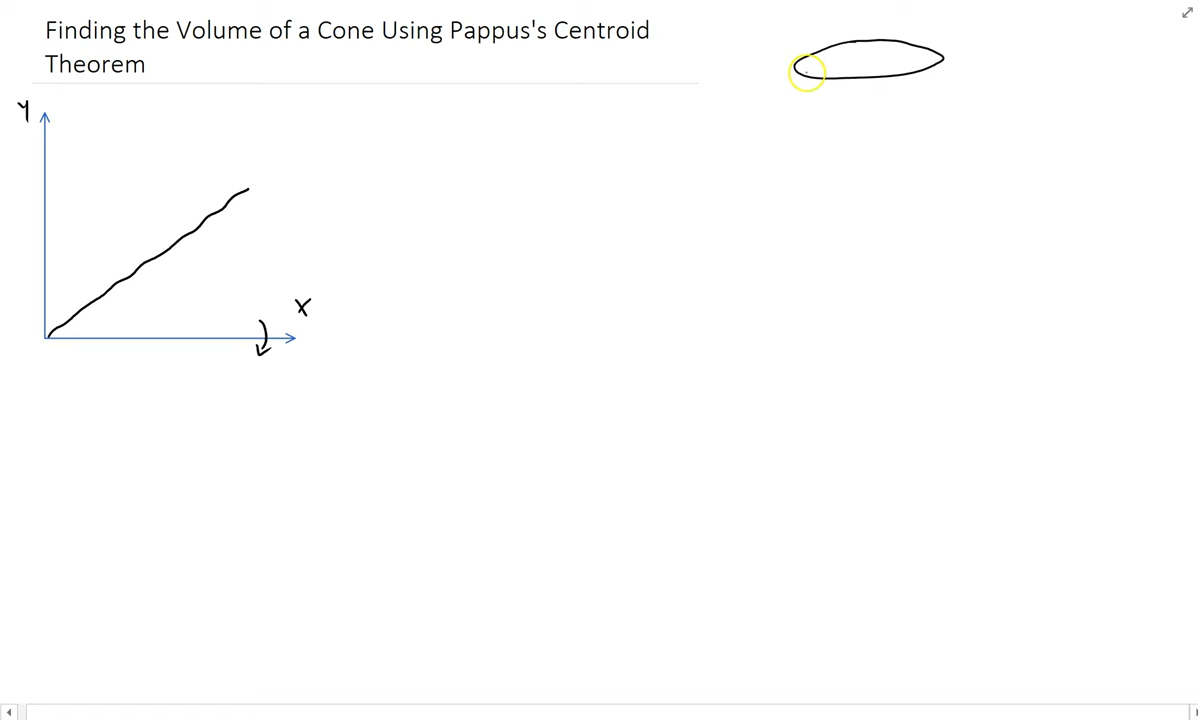 Finding the Volume of a Cone Using Pappus's Centroid
Theorem
Y
X